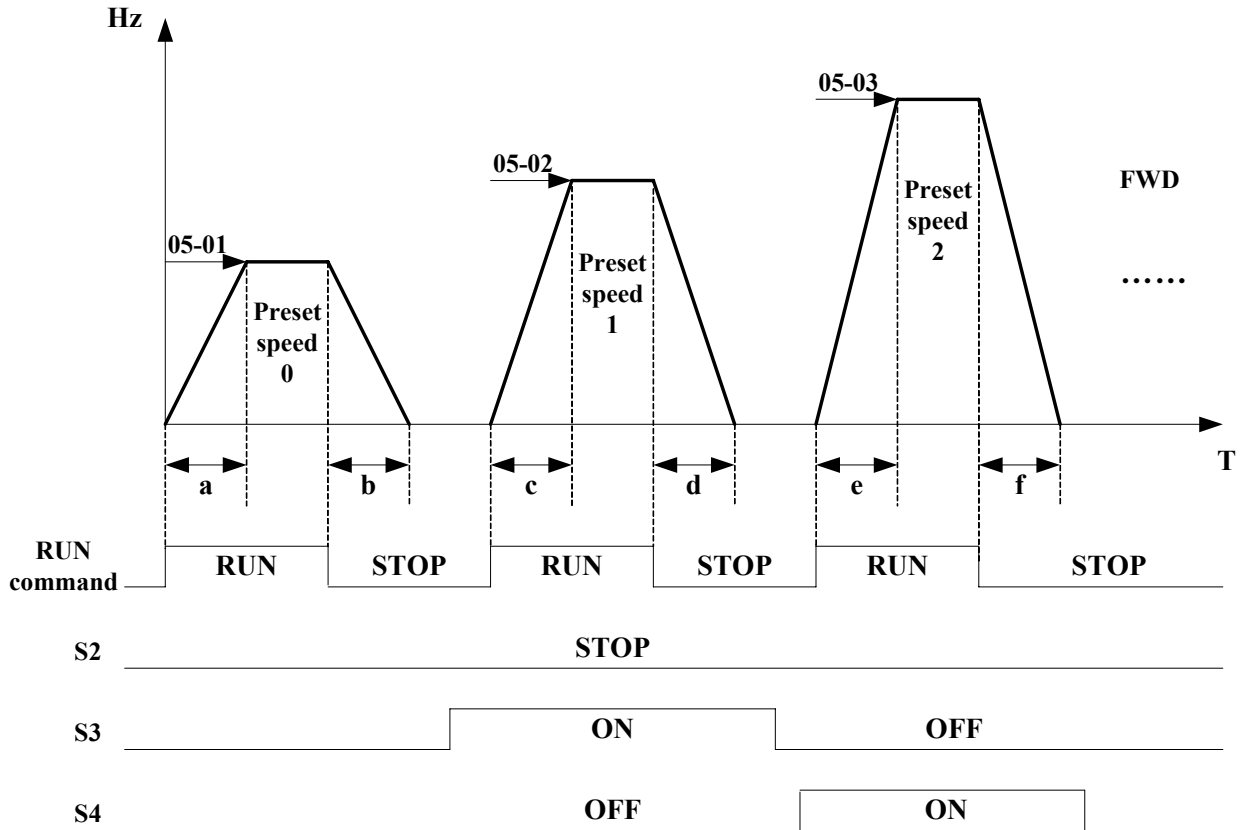 Hz
05-03
05-02
Preset
speed
2
FWD
05-01
Preset
speed
1
Preset
speed
0
......
T
a
b
c
d
e
f
RUN
command
RUN
STOP
RUN
STOP
RUN
STOP
S2
STOP
S3
ON
OFF
S4
OFF
ON